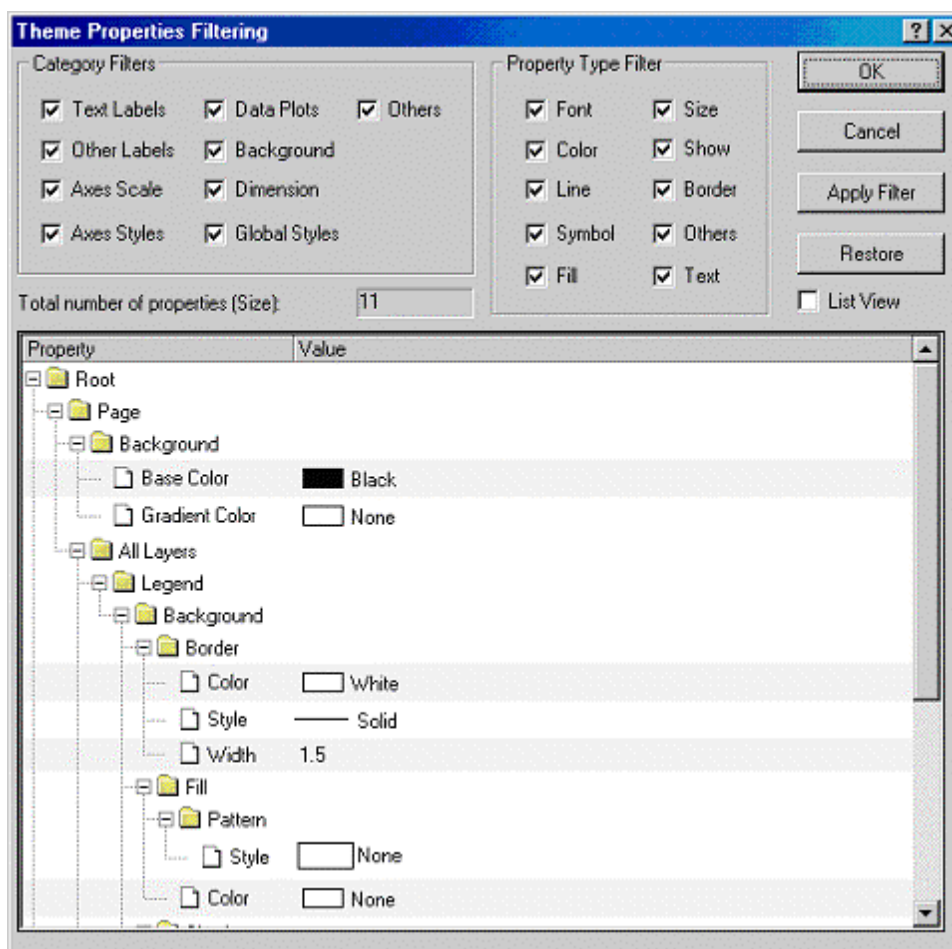 Theme Properties Filtering
Category Filters
Text Labels
Data Plots
Others
Other Labels
Background
Axes Scale
Dimension
Axes Styles
Global Styles
Property Type Filter
Font
Size
Color
Show
Line
Border
Symbol
Others
Fill
Text
OK
Cancel
Apply Filter
Restore
List View
Total number of properties (Size): 11
Property Value
Root
Page
Background
Base Color Black
Gradient Color None
All Layers
Legend
Background
Border
Color White
Style Solid
Width 1.5
Fill
Pattern
Style None
Color None